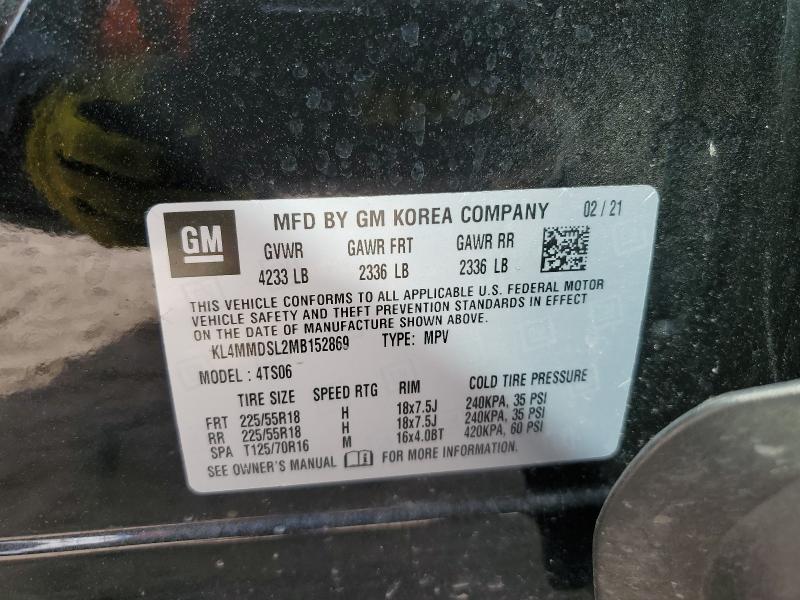 GM MFD BY GM KOREA COMPANY 02 / 21
GVWR GAWR FRT GAWR RR
4233 LB 2336 LB 2336 LB
THIS VEHICLE CONFORMS TO ALL APPLICABLE U.S. FEDERAL MOTOR
VEHICLE SAFETY AND THEFT PREVENTION STANDARDS IN EFFECT
ON THE DATE OF MANUFACTURE SHOWN ABOVE.
KL4MMDSL2MB152869 TYPE: MPV
MODEL : 4TS06
TIRE SIZE SPEED RTG RIM COLD TIRE PRESSURE
FRT 225/55R18 H 18x7.5J 240KPA, 35 PSI
RR 225/55R18 H 18x7.5J 240KPA, 35 PSI
SPA T125/70R16 M 16x4.0BT 420KPA, 60 PSI
SEE OWNER'S MANUAL FOR MORE INFORMATION